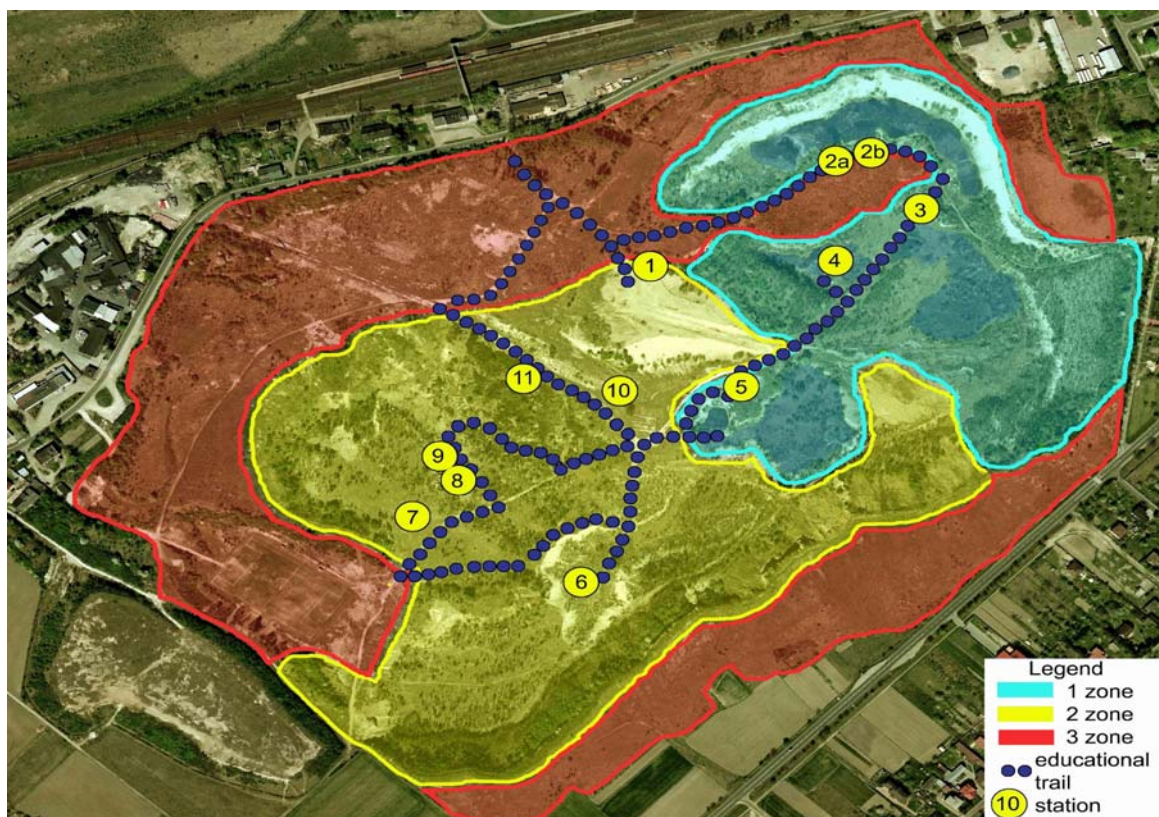 2a
2b
3
1
4
5
11
10
9
8
7
6
Legend
1 zone
2 zone
3 zone
educational
trail
10 station